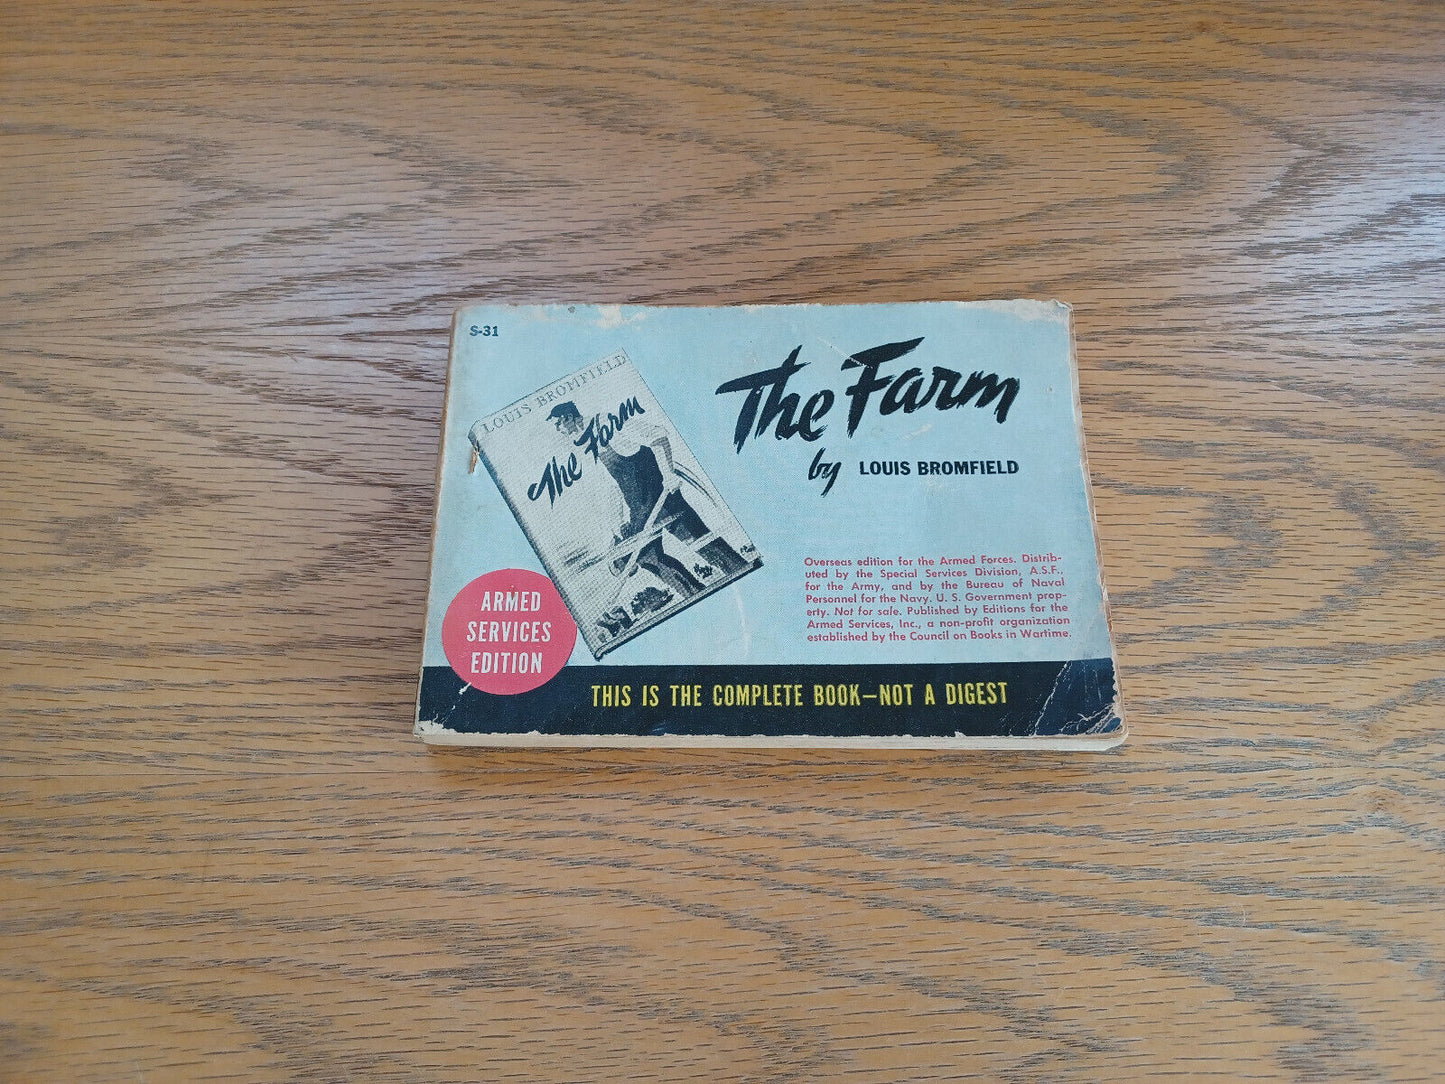 S-31
LOUIS BROMFIELD
The Farm
The Farm
by LOUIS BROMFIELD
Overseas edition for the Armed Forces. Distrib-
uted by the Special Services Division, A.S.F.,
for the Army, and by the Bureau of Naval
Personnel for the Navy. U. S. Government prop-
erty. Not for sale. Published by Editions for the
Armed Services, Inc., a non-profit organization
established by the Council on Books in Wartime.
ARMED
SERVICES
EDITION
THIS IS THE COMPLETE BOOK—NOT A DIGEST